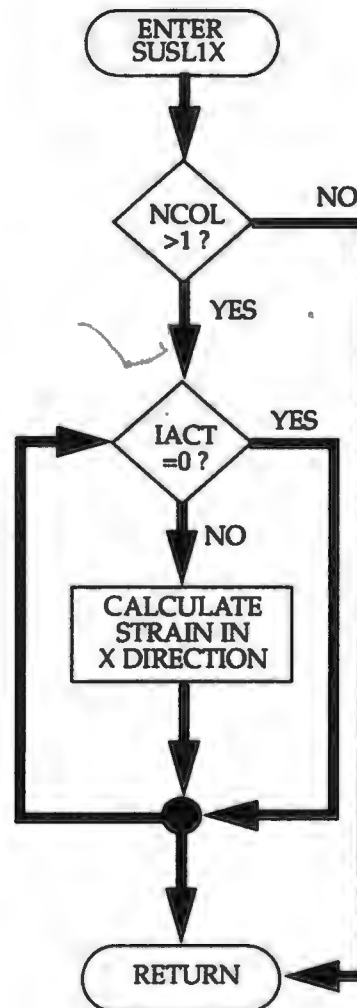 ENTER
SUSL1X
NCOL
>1 ?
NO
YES
IACT
=0 ?
YES
NO
CALCULATE
STRAIN IN
X DIRECTION
RETURN